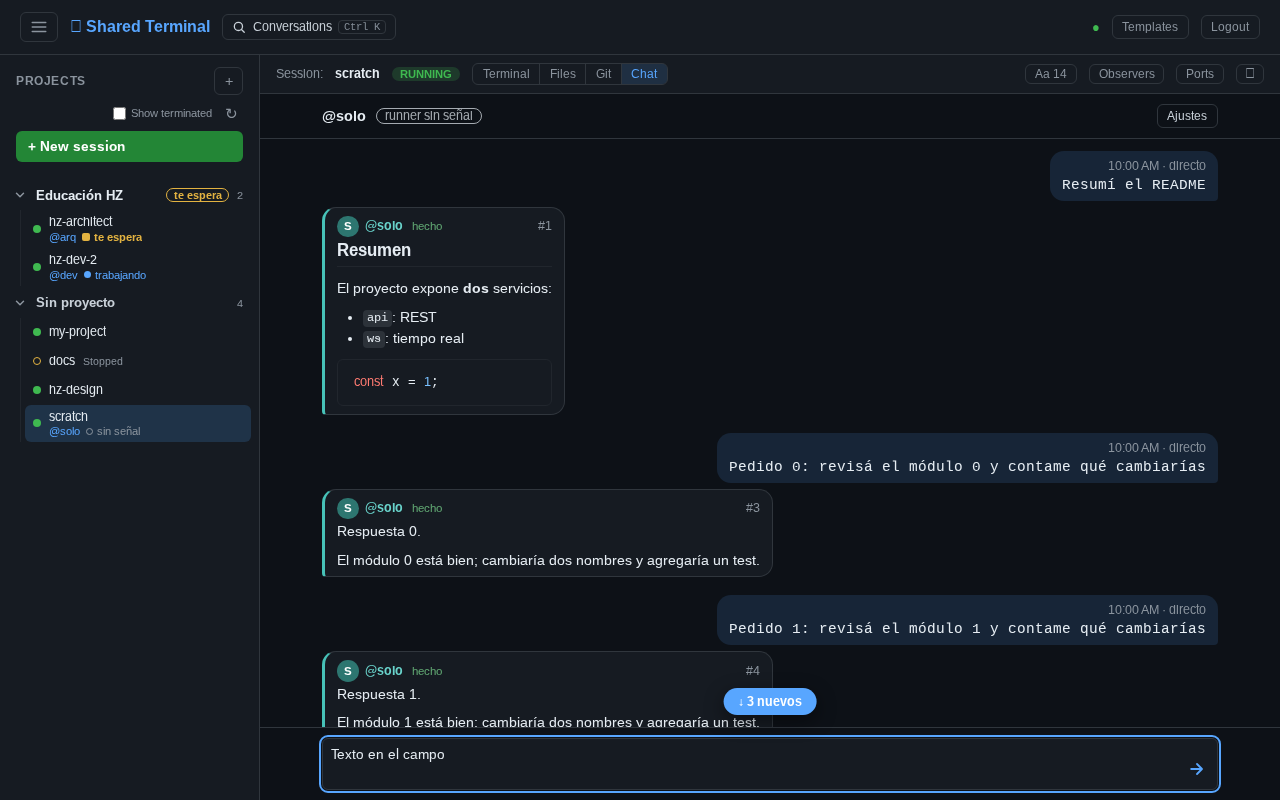 Shared Terminal
Conversations Ctrl K
Templates
Logout
PROJECTS
+
Show terminated ↻
+ New session
Educación HZ te espera 2
hz-architect
@arq te espera
hz-dev-2
@dev trabajando
Sin proyecto 4
my-project
docs Stopped
hz-design
scratch
@solo sin señal
Session: scratch RUNNING Terminal Files Git Chat
Aa 14 Observers Ports
@solo runner sin señal Ajustes
10:00 AM · directo
Resumí el README
S @solo hecho #1
Resumen
El proyecto expone dos servicios:
• api: REST
• ws: tiempo real
const x = 1;
10:00 AM · directo
Pedido 0: revisá el módulo 0 y contame qué cambiarías
S @solo hecho #3
Respuesta 0.
El módulo 0 está bien; cambiaría dos nombres y agregaría un test.
10:00 AM · directo
Pedido 1: revisá el módulo 1 y contame qué cambiarías
S @solo hecho #4
Respuesta 1.
El módulo 1 está bien; cambiaría dos nombres y agregaría un test.
↓ 3 nuevos
Texto en el campo